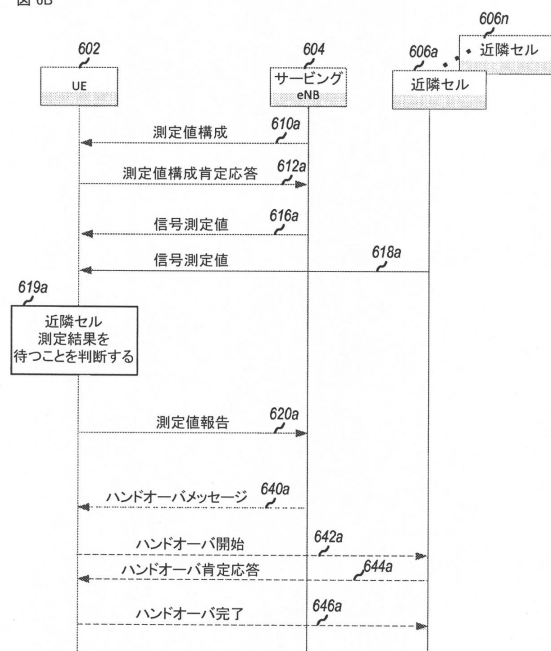 図 6B
602
604
606a
606n
UE
サービング
eNB
近隣セル
近隣セル
測定値構成
610a
測定値構成肯定応答
612a
信号測定値
616a
信号測定値
618a
619a
近隣セル
測定結果を
待つことを判断する
測定値報告
620a
ハンドオーバメッセージ
640a
ハンドオーバ開始
642a
ハンドオーバ肯定応答
644a
ハンドオーバ完了
646a